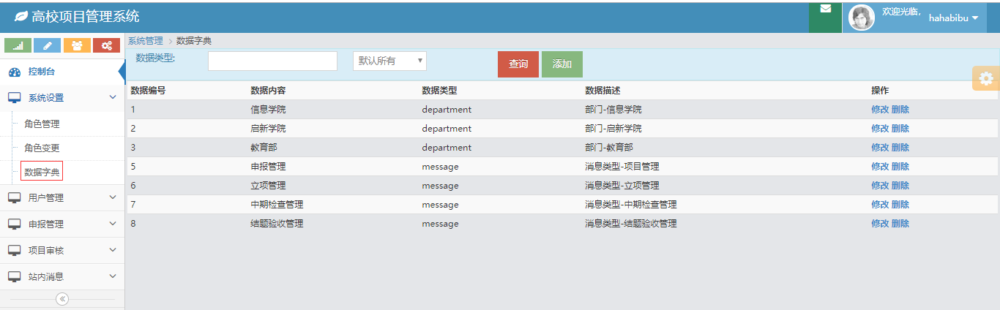 高校项目管理系统
欢迎光临,
hahabibu
控制台
系统设置
角色管理
角色变更
数据字典
用户管理
申报管理
项目审核
站内消息
系统管理 > 数据字典
数据类型:
默认所有
查询
添加
数据编号 数据内容 数据类型 数据描述 操作
1 信息学院 department 部门-信息学院 修改 删除
2 启新学院 department 部门-启新学院 修改 删除
3 教育部 department 部门-教育部 修改 删除
5 申报管理 message 消息类型-项目管理 修改 删除
6 立项管理 message 消息类型-立项管理 修改 删除
7 中期检查管理 message 消息类型-中期检查管理 修改 删除
8 结题验收管理 message 消息类型-结题验收管理 修改 删除